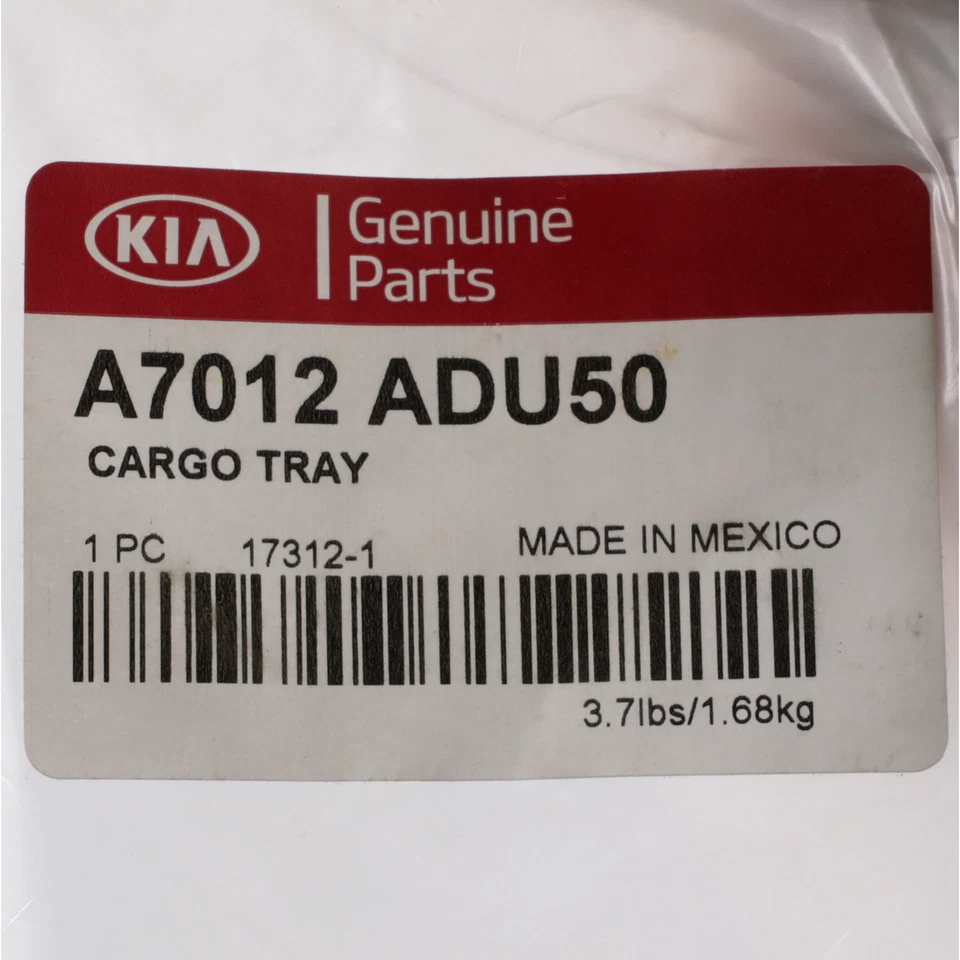 KIA
Genuine
Parts
A7012 ADU50
CARGO TRAY
1 PC 17312-1 MADE IN MEXICO
3.7lbs/1.68kg